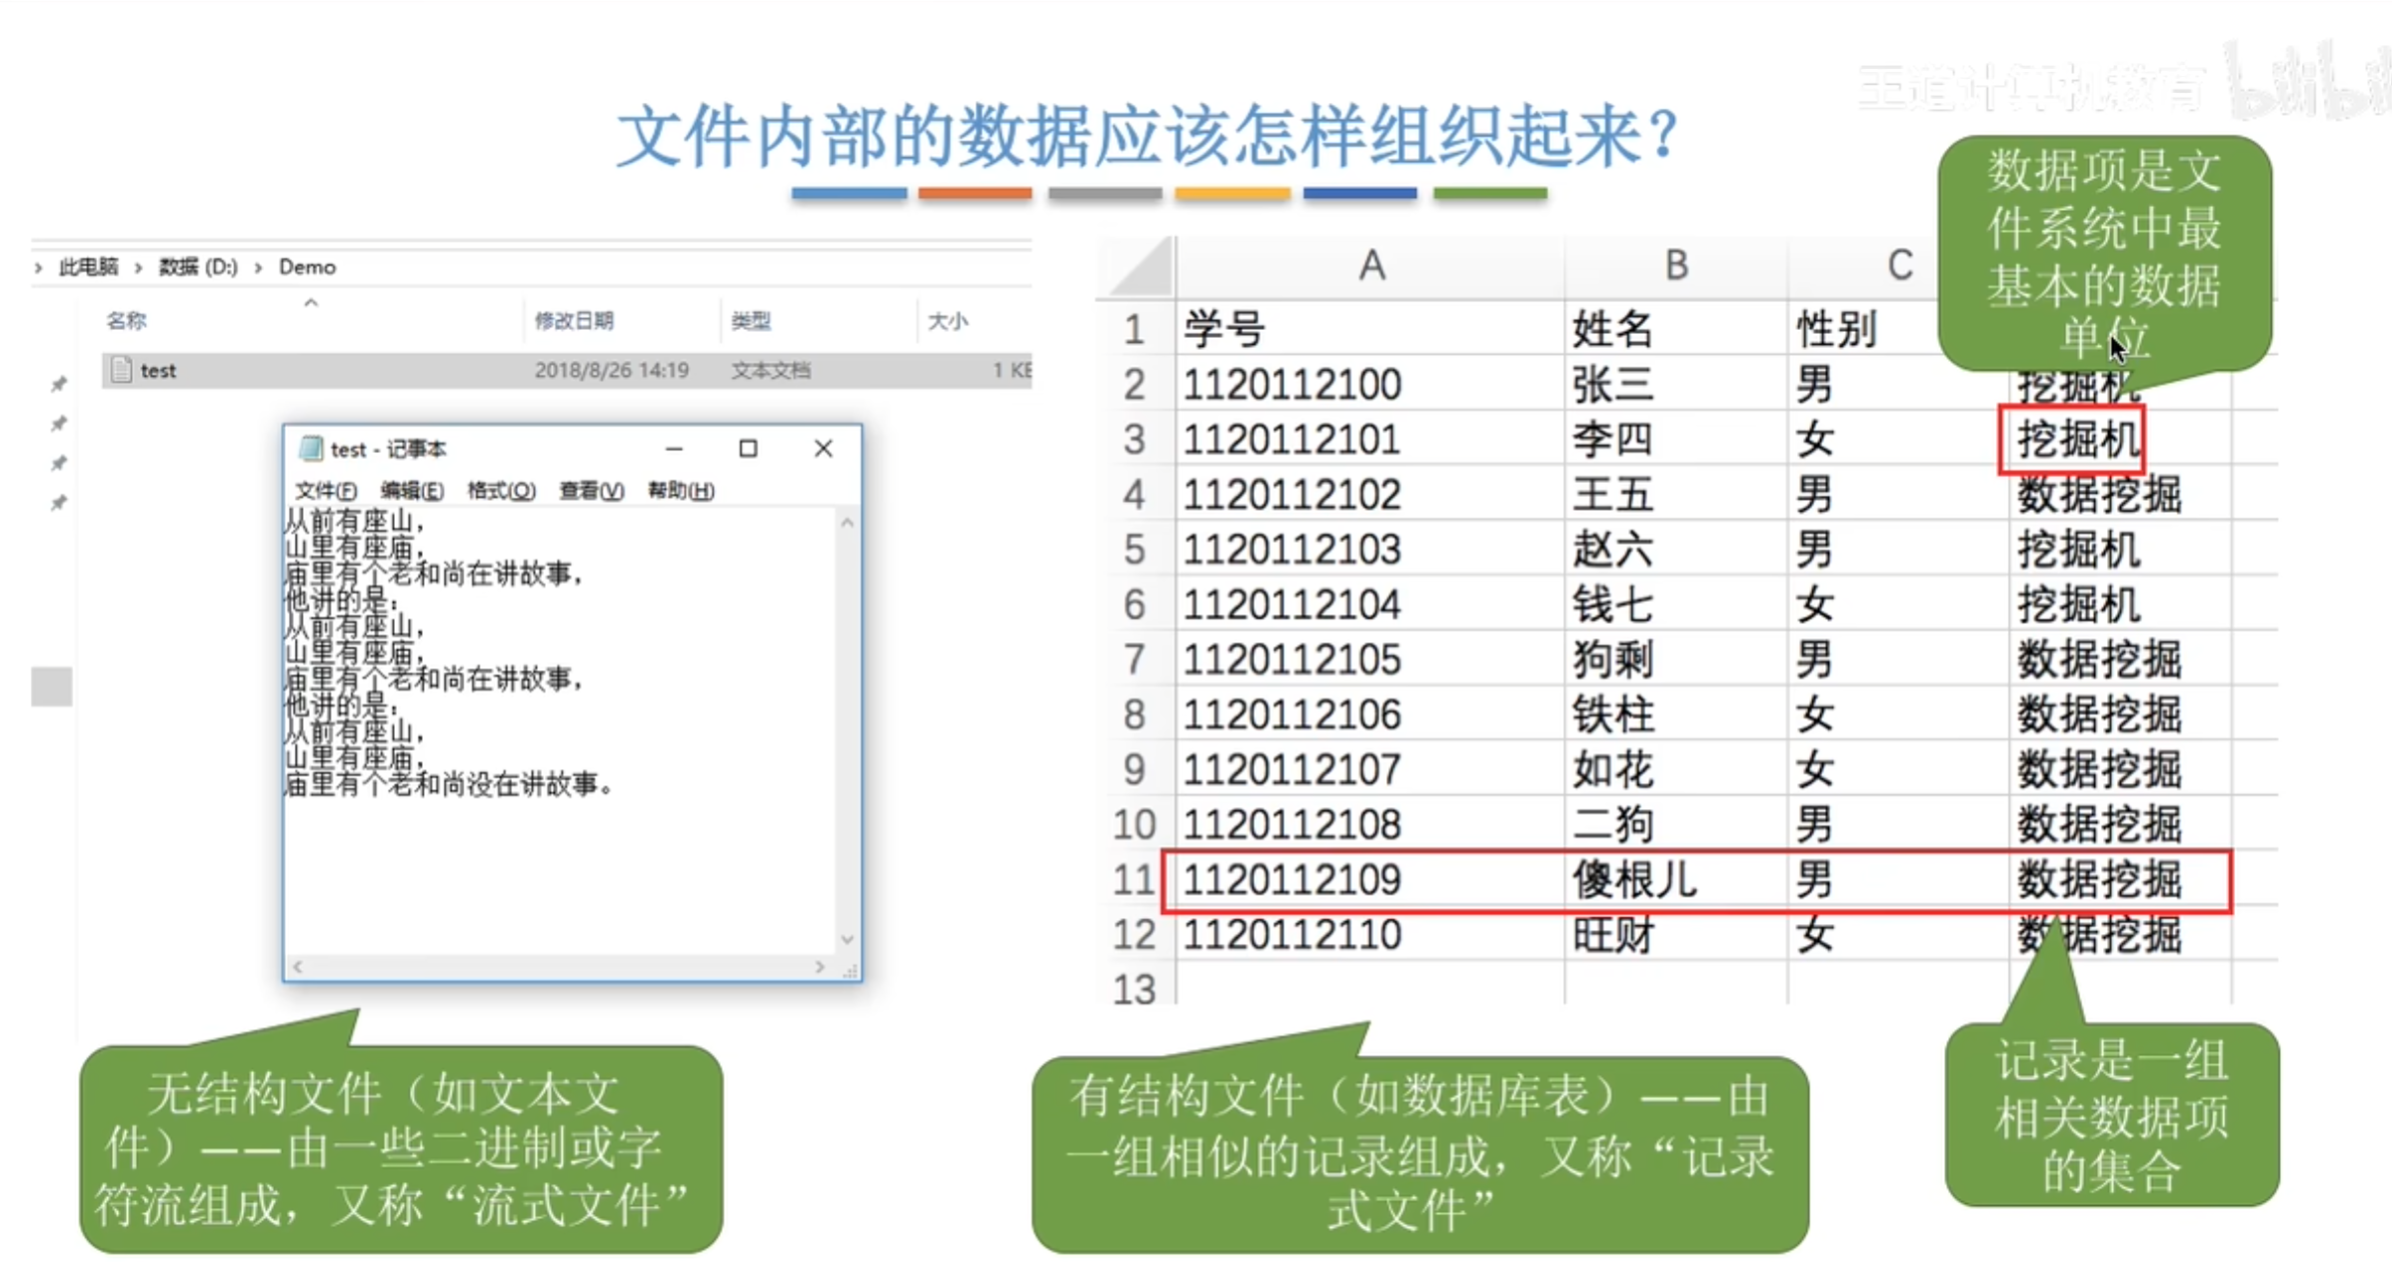 王道计算机教育 bilibili
文件内部的数据应该怎样组织起来？
数据项是文
件系统中最
基本的数据
单位
› 此电脑 › 数据 (D:) › Demo
名称 修改日期 类型 大小
test 2018/8/26 14:19 文本文档 1 KB
test - 记事本
文件(F) 编辑(E) 格式(O) 查看(V) 帮助(H)
从前有座山，
山里有座庙，
庙里有个老和尚在讲故事，
他讲的是：
从前有座山，
山里有座庙，
庙里有个老和尚在讲故事，
他讲的是：
从前有座山，
山里有座庙，
庙里有个老和尚没在讲故事。
A B C
1 学号 姓名 性别
2 1120112100 张三 男 挖掘机
3 1120112101 李四 女 挖掘机
4 1120112102 王五 男 数据挖掘
5 1120112103 赵六 男 挖掘机
6 1120112104 钱七 女 挖掘机
7 1120112105 狗剩 男 数据挖掘
8 1120112106 铁柱 女 数据挖掘
9 1120112107 如花 女 数据挖掘
10 1120112108 二狗 男 数据挖掘
11 1120112109 傻根儿 男 数据挖掘
12 1120112110 旺财 女 数据挖掘
13
无结构文件（如文本文
件）——由一些二进制或字
符流组成，又称“流式文件”
有结构文件（如数据库表）——由
一组相似的记录组成，又称“记录
式文件”
记录是一组
相关数据项
的集合